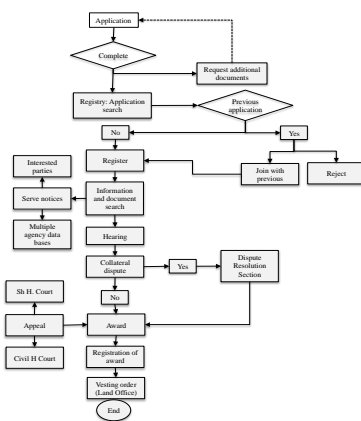 Application
Complete
Request additional
documents
Registry: Application
search
Previous
application
No
Yes
Interested
parties
Register
Join with
previous
Reject
Serve notices
Information
and document
search
Multiple
agency data
bases
Hearing
Collateral
dispute
Yes
Dispute
Resolution
Section
Sh H. Court
No
Appeal
Award
Civil H Court
Registration of
award
Vesting order
(Land Office)
End